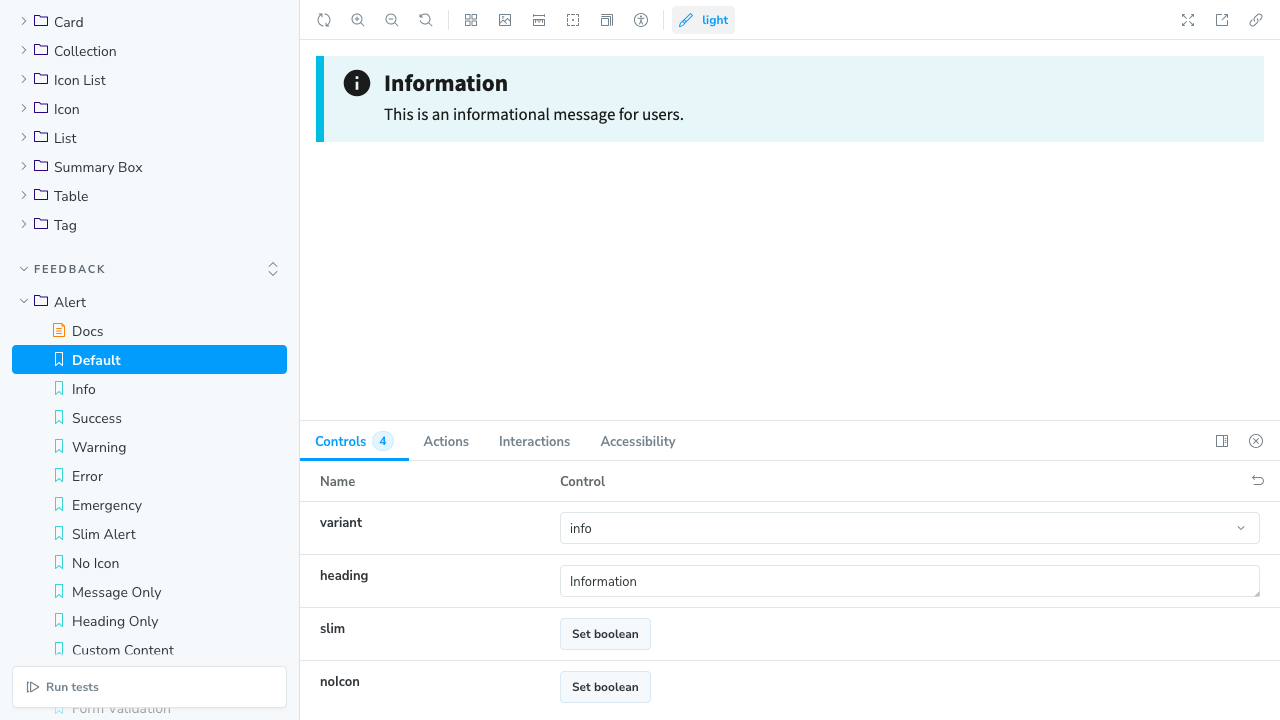 Card
Collection
Icon List
Icon
List
Summary Box
Table
Tag
FEEDBACK
Alert
Docs
Default
Info
Success
Warning
Error
Emergency
Slim Alert
No Icon
Message Only
Heading Only
Custom Content
Form Validation
Run tests
light
Information
This is an informational message for users.
Controls 4 Actions Interactions Accessibility
Name Control
variant info
heading Information
slim Set boolean
noIcon Set boolean